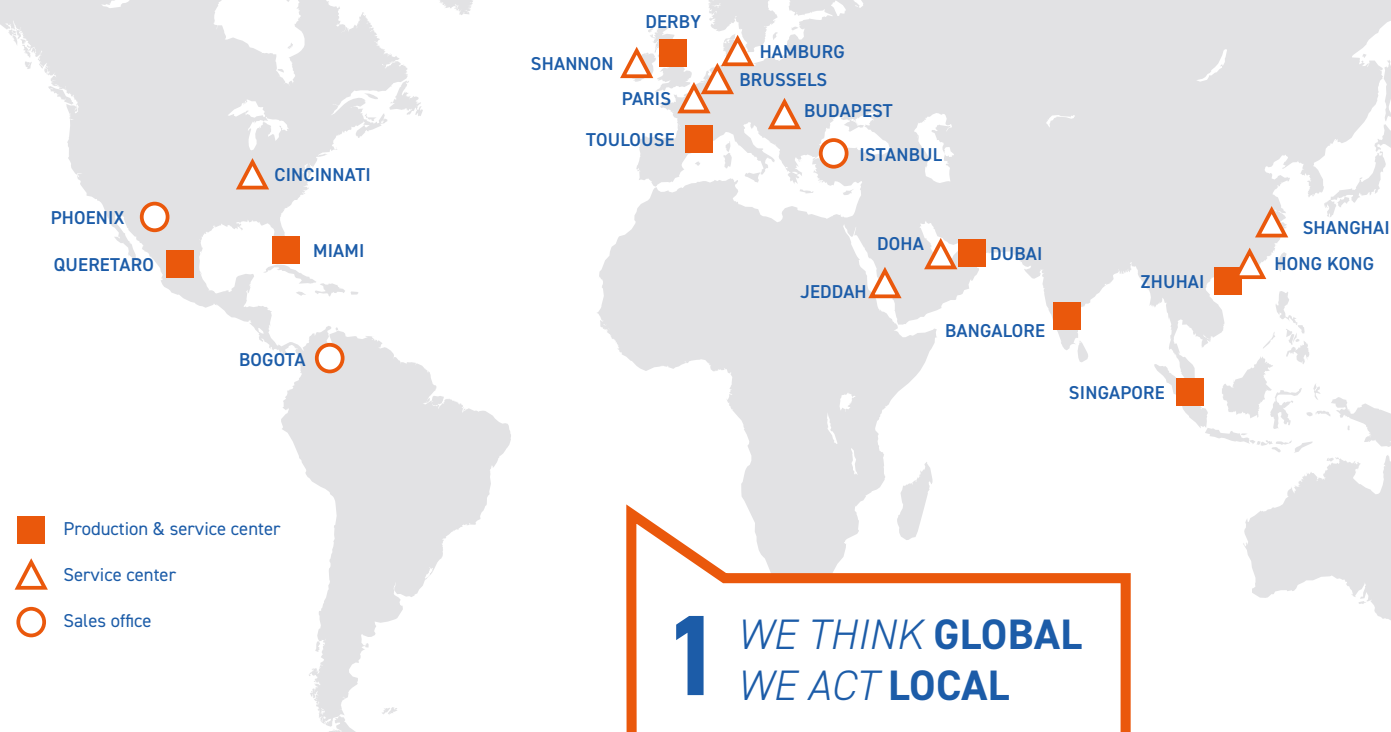 DERBY
SHANNON
HAMBURG
BRUSSELS
PARIS
BUDAPEST
TOULOUSE
ISTANBUL
CINCINNATI
PHOENIX
MIAMI
QUERETARO
BOGOTA
DOHA
DUBAI
JEDDAH
BANGALORE
SHANGHAI
HONG KONG
ZHUHAI
SINGAPORE
Production & service center
Service center
Sales office
1 WE THINK GLOBAL
WE ACT LOCAL